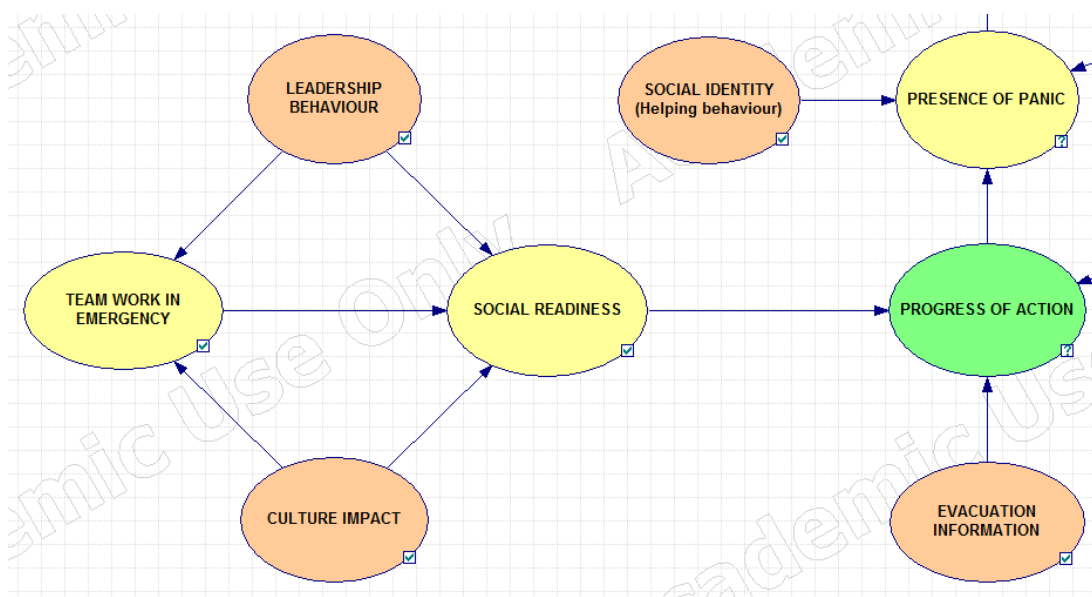 LEADERSHIP
BEHAVIOUR
SOCIAL IDENTITY
(Helping behaviour)
PRESENCE OF PANIC
?
TEAM WORK IN
EMERGENCY
SOCIAL READINESS
PROGRESS OF ACTION
?
CULTURE IMPACT
EVACUATION
INFORMATION
Academic Use Only